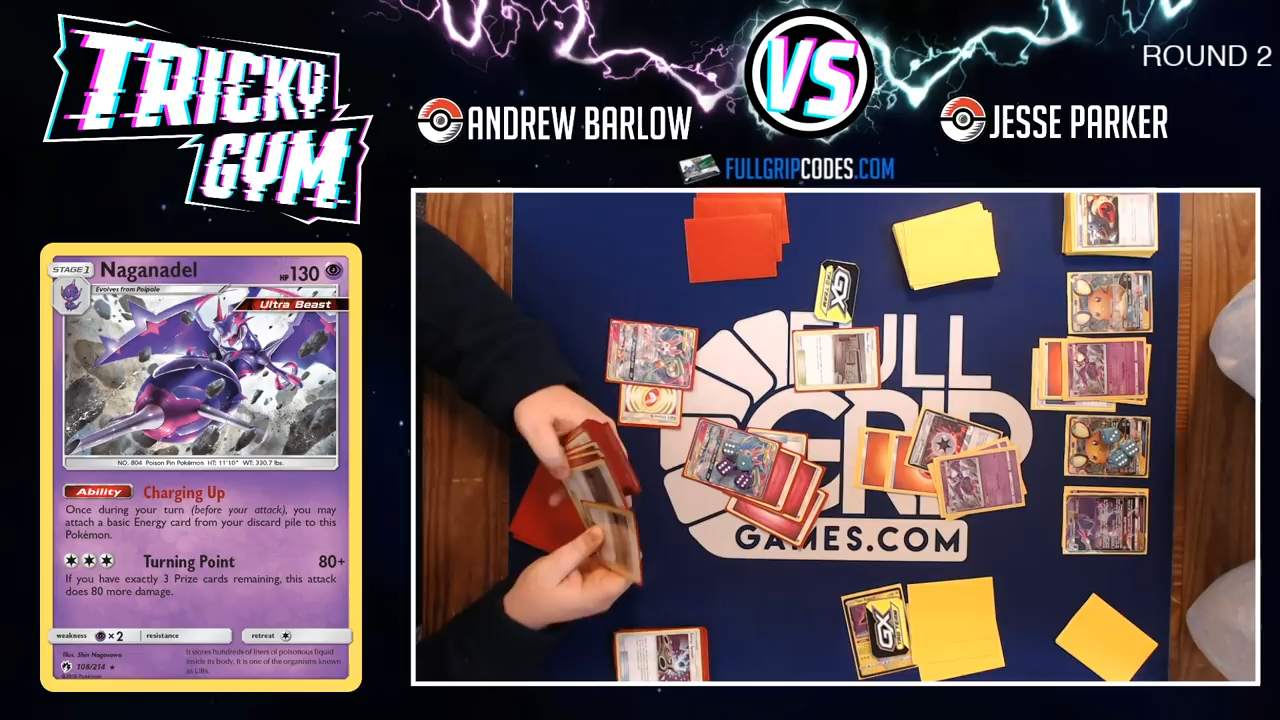 TRICKY
GYM
ANDREW BARLOW
VS
JESSE PARKER
ROUND 2
FULLGRIPCODES.COM
STAGE 1
Naganadel
HP 130
Evolves from Poipole
Ultra Beast
NO. 804 Poison Pin Pokémon HT: 11'10" WT: 330.7 lbs.
Ability Charging Up
Once during your turn (before your attack), you may
attach a basic Energy card from your discard pile to this
Pokémon.
Turning Point 80+
If you have exactly 3 Prize cards remaining, this attack
does 80 more damage.
weakness ×2 resistance retreat
Illus. Shin Nagasawa
108/214
It stores hundreds of liters of poisonous liquid
inside its body. It is one of the organisms known
as UBs.
FULL
GRIP
GAMES.COM
GX
GX